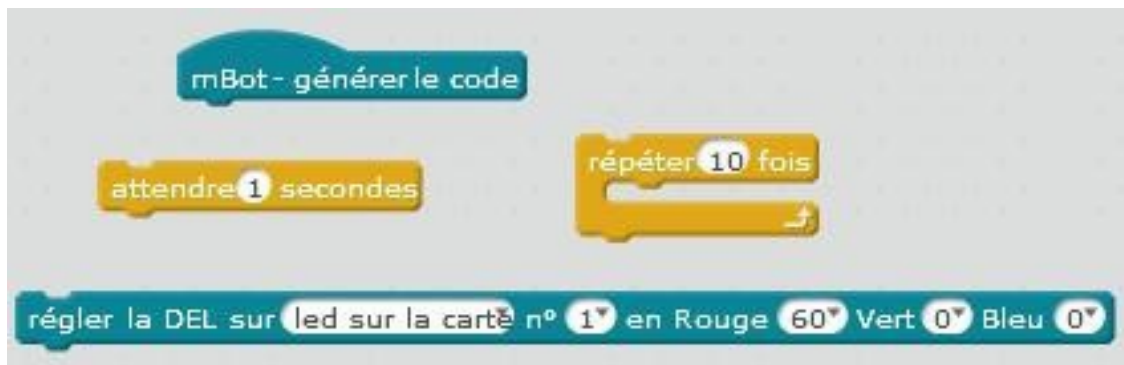 mBot - générer le code
répéter 10 fois
attendre 1 secondes
régler la DEL sur led sur la carte n° 1 en Rouge 60 Vert 0 Bleu 0